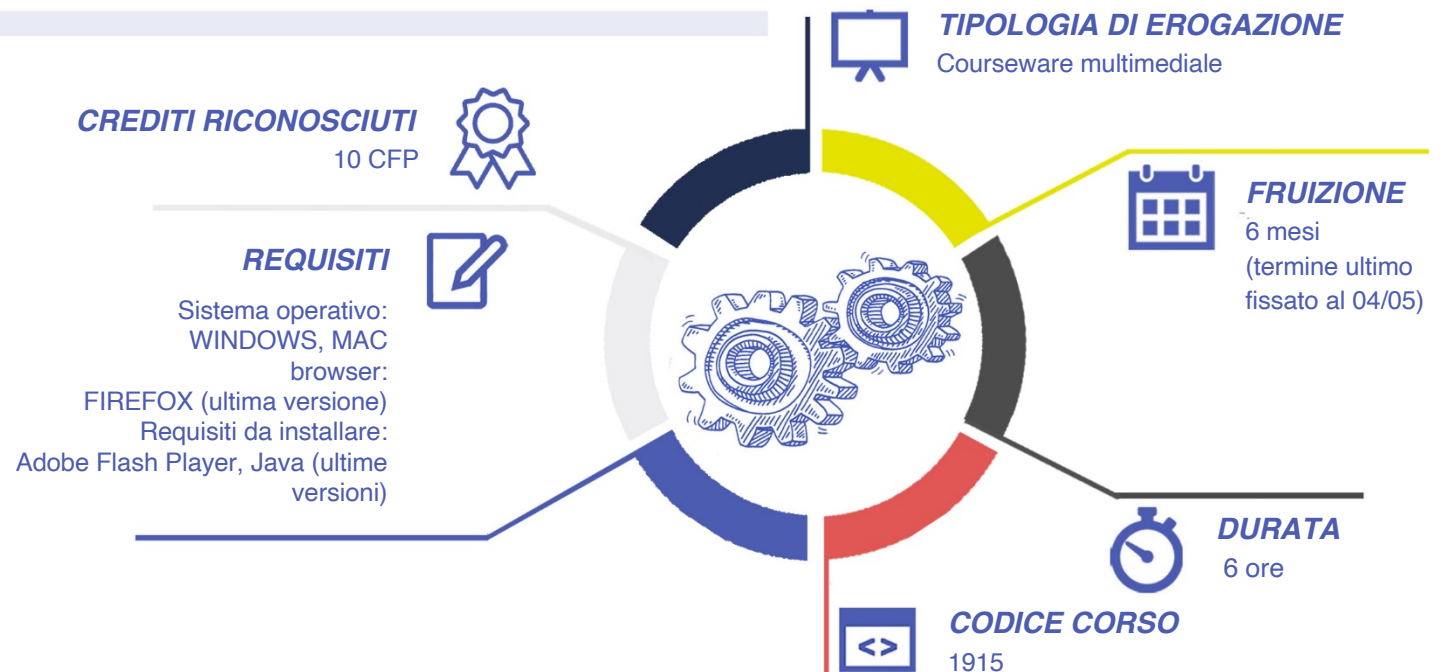 TIPOLOGIA DI EROGAZIONE
Courseware multimediale
CREDITI RICONOSCIUTI
10 CFP
FRUIZIONE
6 mesi
(termine ultimo
fissato al 04/05)
REQUISITI
Sistema operativo:
WINDOWS, MAC
browser:
FIREFOX (ultima versione)
Requisiti da installare:
Adobe Flash Player, Java (ultime
versioni)
DURATA
6 ore
CODICE CORSO
1915